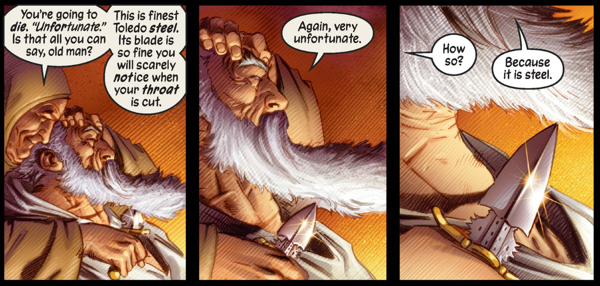 You're going to
die. "Unfortunate."
Is that all you can
say, old man?
This is finest
Toledo steel.
Its blade is
so fine you
will scarely
notice when
your throat
is cut.
Again, very
unfortunate.
How
so?
Because
it is steel.